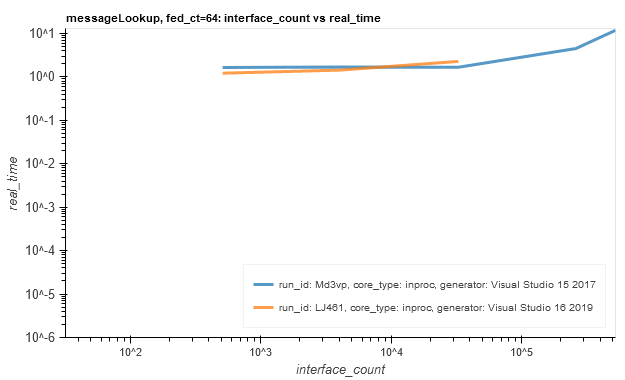 messageLookup, fed_ct=64: interface_count vs real_time
10^1
10^0
10^-1
10^-2
10^-3
10^-4
10^-5
10^-6
real_time
run_id: Md3vp, core_type: inproc, generator: Visual Studio 15 2017
run_id: LJ461, core_type: inproc, generator: Visual Studio 16 2019
10^2 10^3 10^4 10^5
interface_count